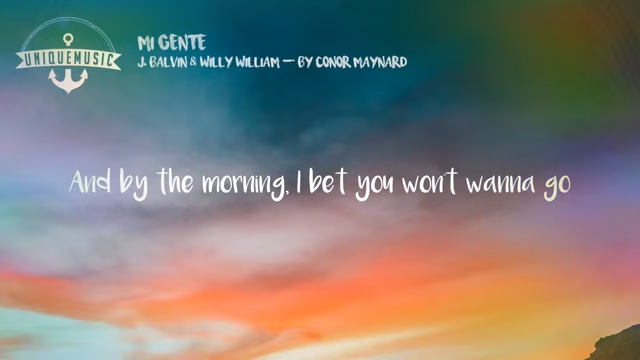 UNIQUEMUSIC
MI GENTE
J. BALVIN & WILLY WILLIAM — BY CONOR MAYNARD
And by the morning, I bet you won't wanna go